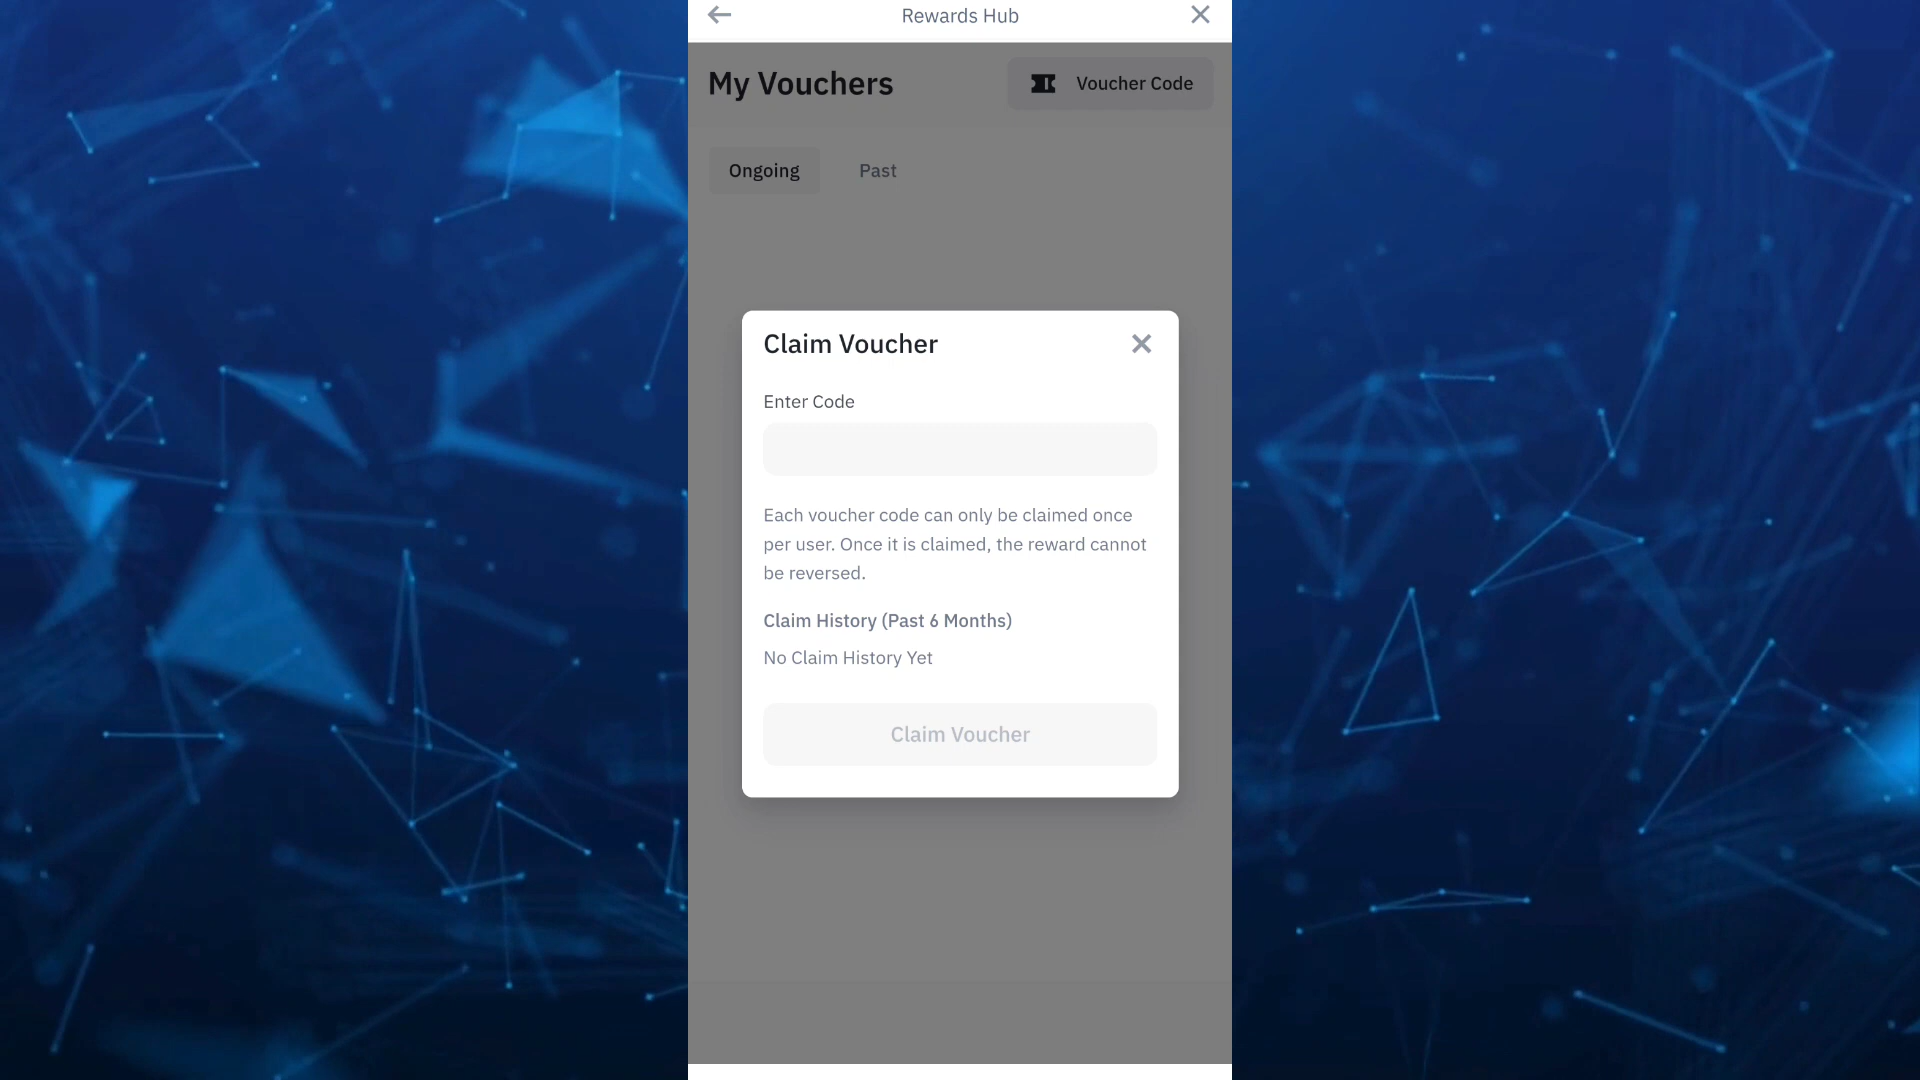 Rewards Hub
My Vouchers
Voucher Code
Ongoing
Past
Claim Voucher
Enter Code
Each voucher code can only be claimed once
per user. Once it is claimed, the reward cannot
be reversed.
Claim History (Past 6 Months)
No Claim History Yet
Claim Voucher